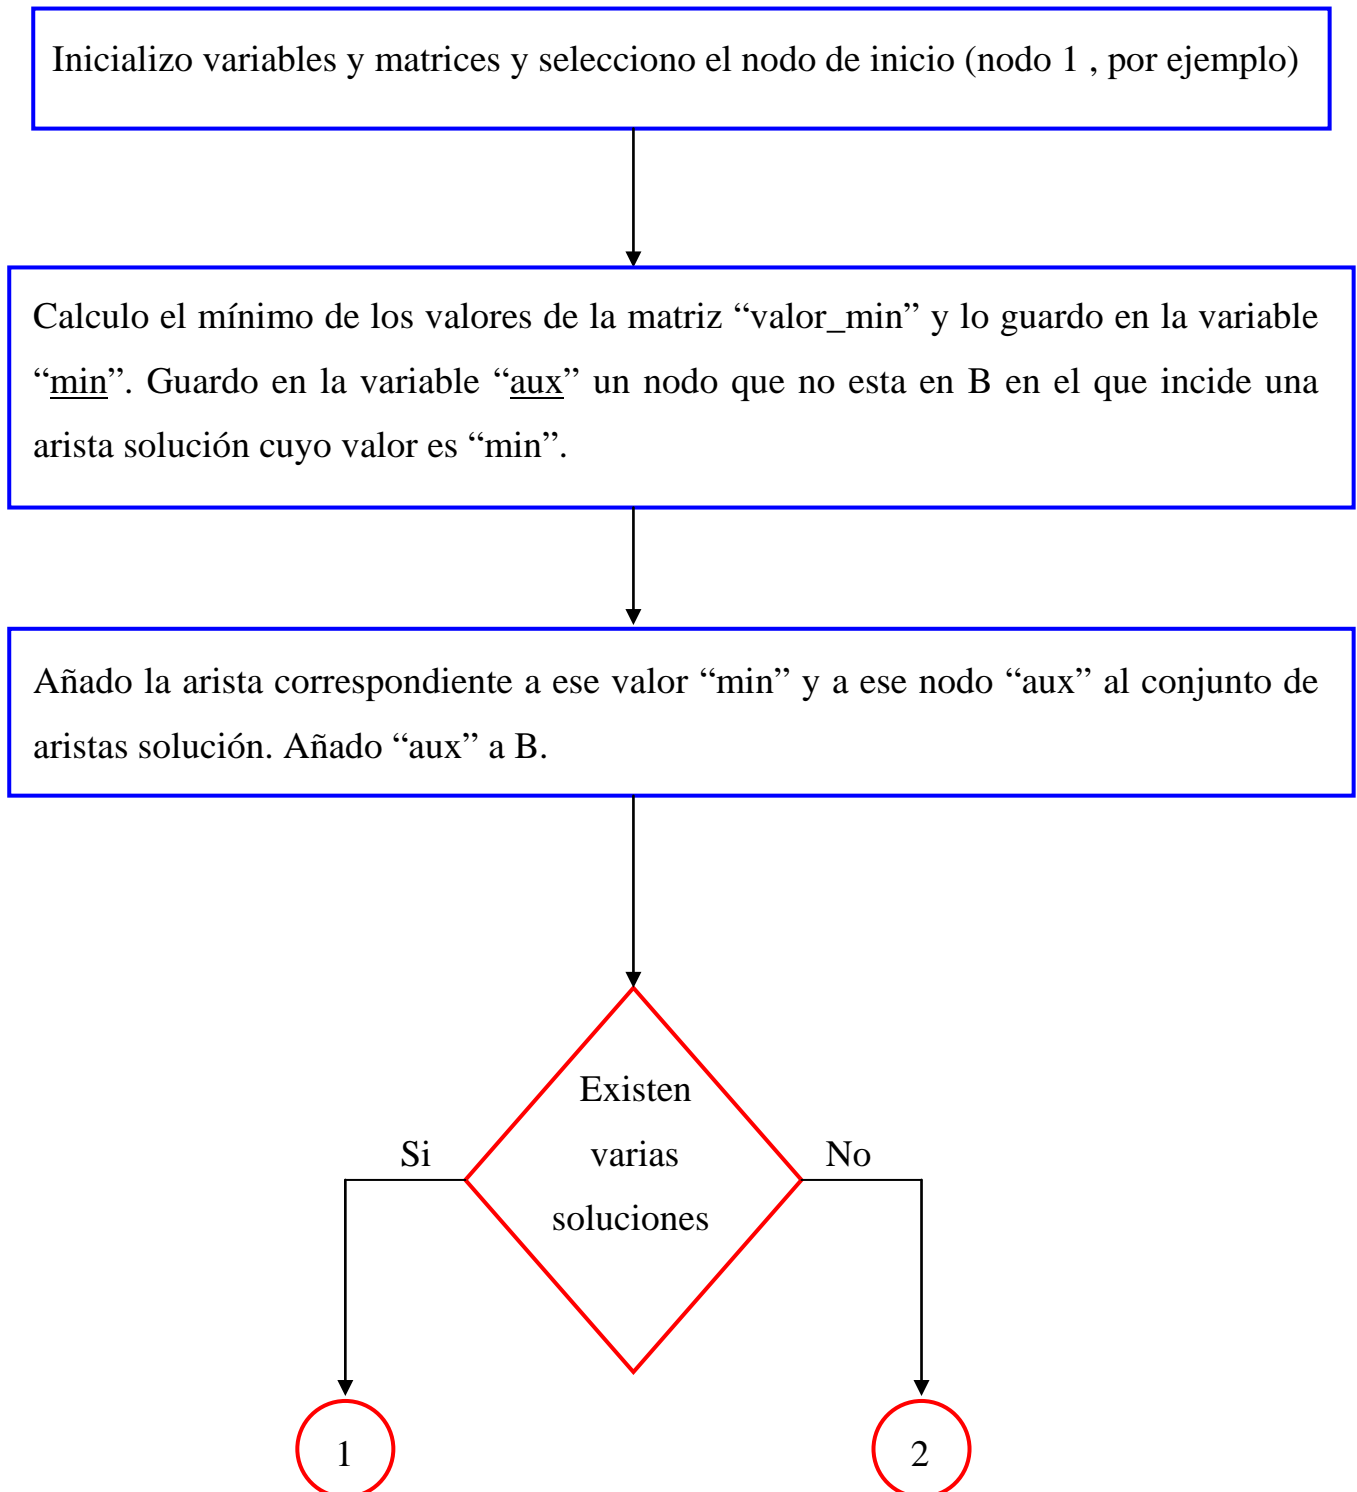 Inicializo variables y matrices y selecciono el nodo de inicio (nodo 1 , por ejemplo)
Calculo el mínimo de los valores de la matriz “valor_min” y lo guardo en la variable
“min”. Guardo en la variable “aux” un nodo que no esta en B en el que incide una
arista solución cuyo valor es “min”.
Añado la arista correspondiente a ese valor “min” y a ese nodo “aux” al conjunto de
aristas solución. Añado “aux” a B.
Existen
Si
varias
No
soluciones
1
2